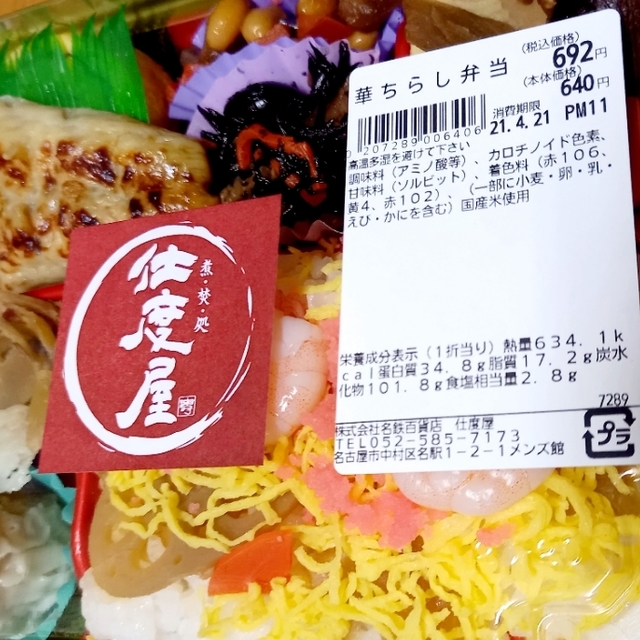 華ちらし弁当
(税込価格)
692円
(本体価格)
640円
0 207289 006406
消費期限
21. 4.21 PM11
高温多湿を避けて下さい
調味料（アミノ酸等）、カロチノイド色素、
甘味料（ソルビット）、着色料（赤１０６、
黄４、赤１０２）、（一部に小麦・卵・乳・
えび・かにを含む）国産米使用
栄養成分表示（１折当り）熱量６３４．１ｋ
ｃａｌ蛋白質３４．８ｇ脂質１７．２ｇ炭水
化物１０１．８ｇ食塩相当量２．８ｇ
7289
株式会社名鉄百貨店　仕度屋
TEL052-585-7173
名古屋市中村区名駅1-2-1メンズ館
プラ
煮・焚・処
仕度屋